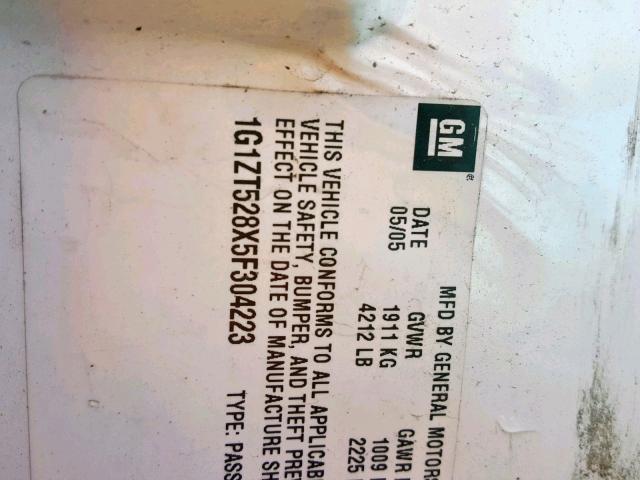 GM
MFD BY GENERAL MOTORS
DATE GVWR GAWR
05/05 1911 KG 1009
4212 LB 2225
THIS VEHICLE CONFORMS TO ALL APPLICAB
VEHICLE SAFETY, BUMPER, AND THEFT PRE
EFFECT ON THE DATE OF MANUFACTURE SH
1G1ZT528X5F304223 TYPE: PASS